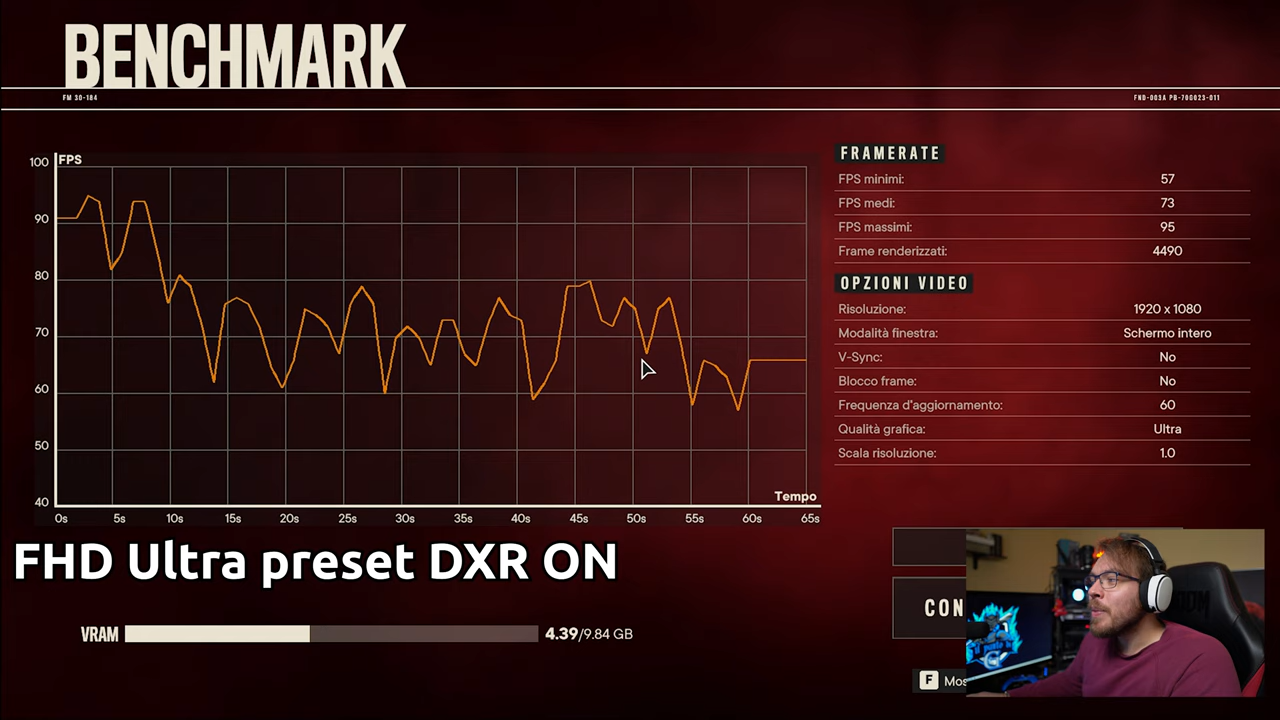 BENCHMARK
FM 30-184
FND-003A PB-700023-011
FPS
100
90
80
70
60
50
40
Tempo
0s 5s 10s 15s 20s 25s 30s 35s 40s 45s 50s 55s 60s 65s
FRAMERATE
FPS minimi: 57
FPS medi: 73
FPS massimi: 95
Frame renderizzati: 4490
OPZIONI VIDEO
Risoluzione: 1920 x 1080
Modalità finestra: Schermo intero
V-Sync: No
Blocco frame: No
Frequenza d'aggiornamento: 60
Qualità grafica: Ultra
Scala risoluzione: 1.0
FHD Ultra preset DXR ON
VRAM 4.39/9.84 GB
CON
F Mos